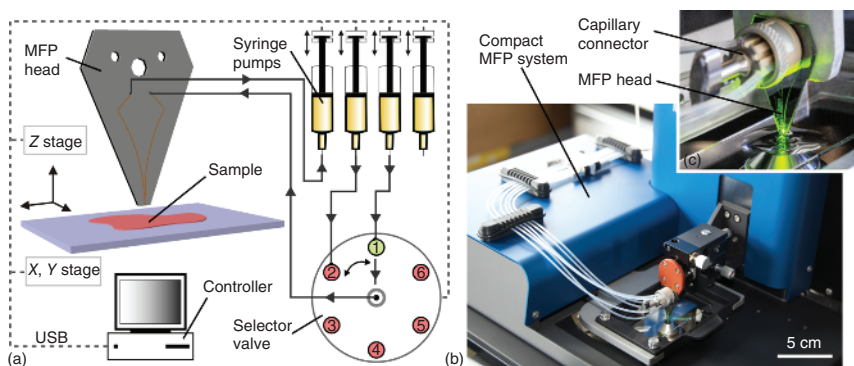 MFP
head
Syringe
pumps
Z stage
Sample
X, Y stage
Controller
USB
Selector
valve
1
2
3
4
5
6
(a)
Compact
MFP system
(b)
5 cm
Capillary
connector
MFP head
(c)